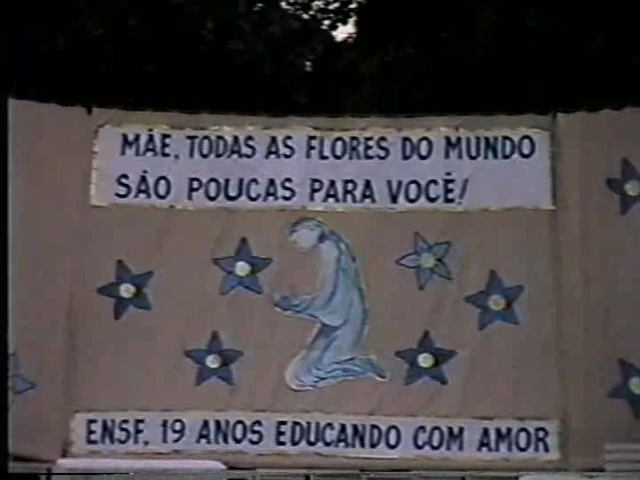 MÃE, TODAS AS FLORES DO MUNDO
SÃO POUCAS PARA VOCÊ!
ENSF, 19 ANOS EDUCANDO COM AMOR